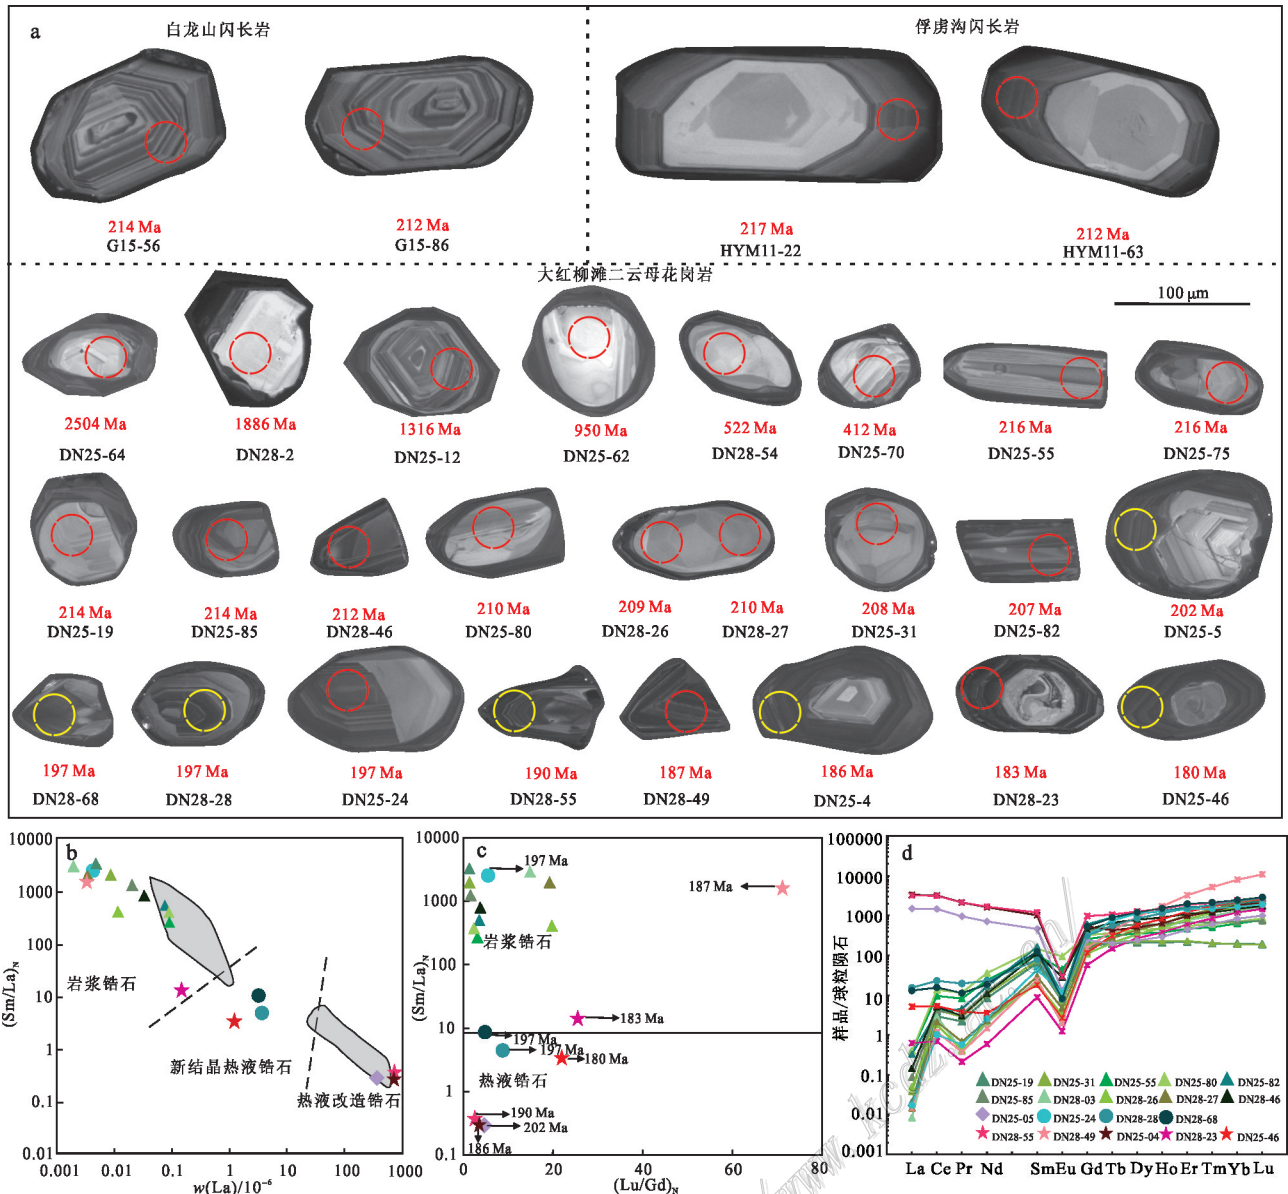 a
白龙山闪长岩
俘虏沟闪长岩
214 Ma
212 Ma
217 Ma
212 Ma
G15-56
G15-86
HYM11-22
HYM11-63
大红柳滩二云母花岗岩
100 μm
2504 Ma
1886 Ma
1316 Ma
950 Ma
522 Ma
412 Ma
216 Ma
216 Ma
DN25-64
DN28-2
DN25-12
DN25-62
DN28-54
DN25-70
DN25-55
DN25-75
214 Ma
214 Ma
212 Ma
210 Ma
209 Ma
210 Ma
208 Ma
207 Ma
202 Ma
DN25-19
DN25-85
DN28-46
DN25-80
DN28-26
DN28-27
DN25-31
DN25-82
DN25-5
197 Ma
197 Ma
197 Ma
190 Ma
187 Ma
186 Ma
183 Ma
180 Ma
DN28-68
DN28-28
DN25-24
DN28-55
DN28-49
DN25-4
DN28-23
DN25-46
b
(Sm/La)N
10000
1000
100
10
1
0.1
0.01
岩浆锆石
新结晶热液锆石
热液改造锆石
0.001
0.1
1
10
100
1000
w(La)/10⁻⁶
c
(Sm/La)N
10000
1000
100
10
1
0.1
197 Ma
187 Ma
岩浆锆石
183 Ma
197 Ma
197 Ma
180 Ma
热液锆石
190 Ma
202 Ma
186 Ma
0
20
40
60
80
(Lu/Gd)N
d
样品/球粒陨石
100000
10000
1000
100
10
1
0.1
0.01
0.001
DN25-19
DN25-31
DN25-55
DN25-80
DN25-82
DN25-85
DN28-03
DN28-26
DN28-27
DN28-46
DN25-05
DN25-24
DN28-28
DN28-68
DN28-55
DN28-49
DN25-04
DN28-23
DN25-46
La Ce Pr Nd Sm Eu Gd Tb Dy Ho Er Tm Yb Lu